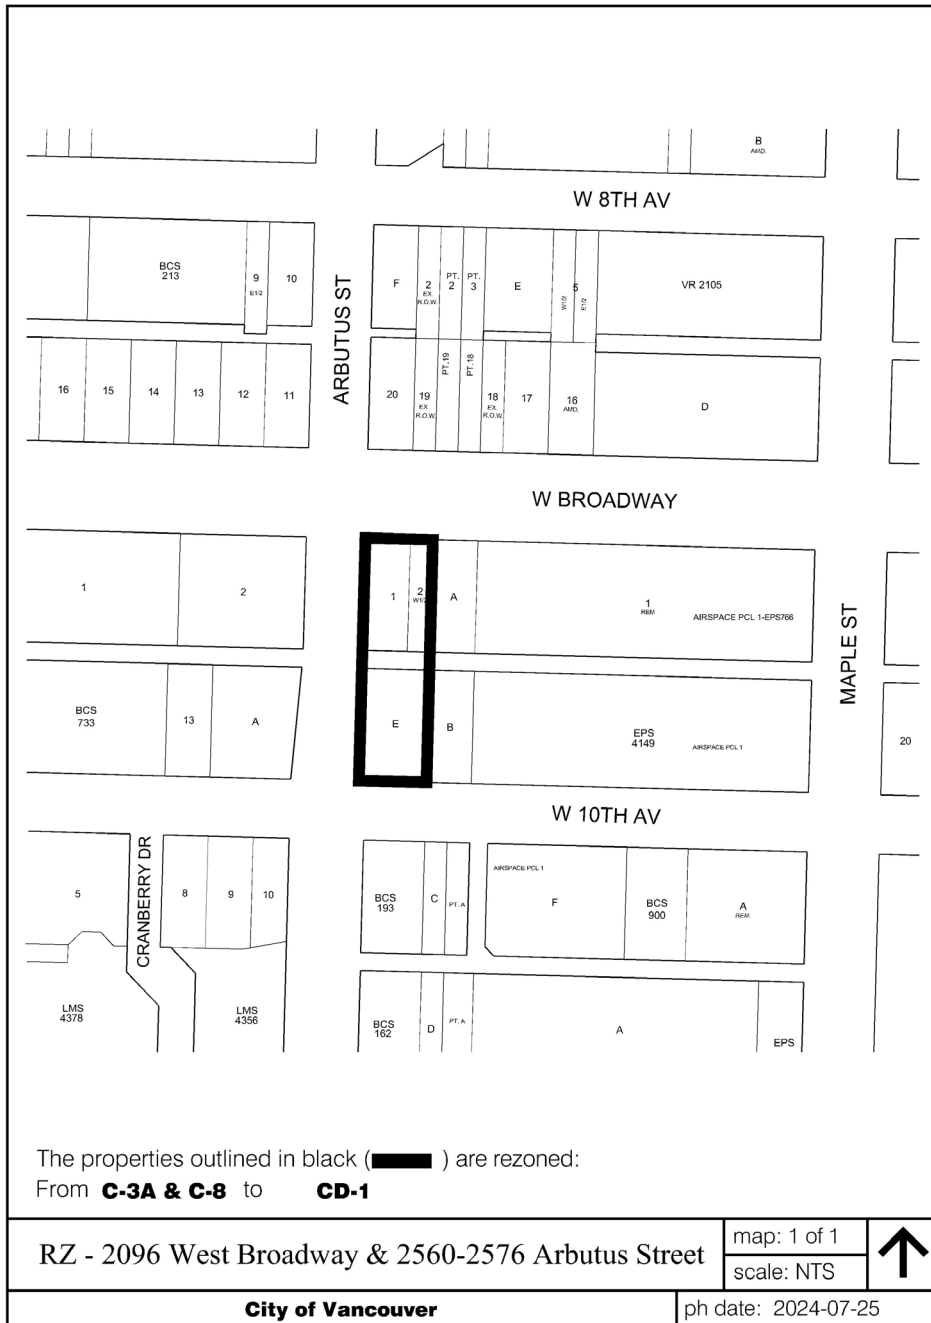 B
AMD.
W 8TH AV
BCS
213
9
E1/2
10
ARBUTUS ST
F
2
EX.
R.O.W.
PT.
2
PT.
3
E
W1/2
5
E1/2
VR 2105
16
15
14
13
12
11
20
19
EX.
R.O.W.
PT.19
PT.18
18
EX.
R.O.W.
17
16
AMD.
D
W BROADWAY
1
2
1
2
W1/2
A
1
REM
AIRSPACE PCL 1-EPS766
MAPLE ST
BCS
733
13
A
E
B
EPS
4149
AIRSPACE PCL 1
20
W 10TH AV
CRANBERRY DR
5
8
9
10
BCS
193
C
PT. A
AIRSPACE PCL 1
F
BCS
900
A
REM.
LMS
4378
LMS
4356
BCS
162
D
PT. A
A
EPS
The properties outlined in black ( ) are rezoned:
From C-3A & C-8 to CD-1
RZ - 2096 West Broadway & 2560-2576 Arbutus Street
map: 1 of 1
scale: NTS
City of Vancouver
ph date: 2024-07-25